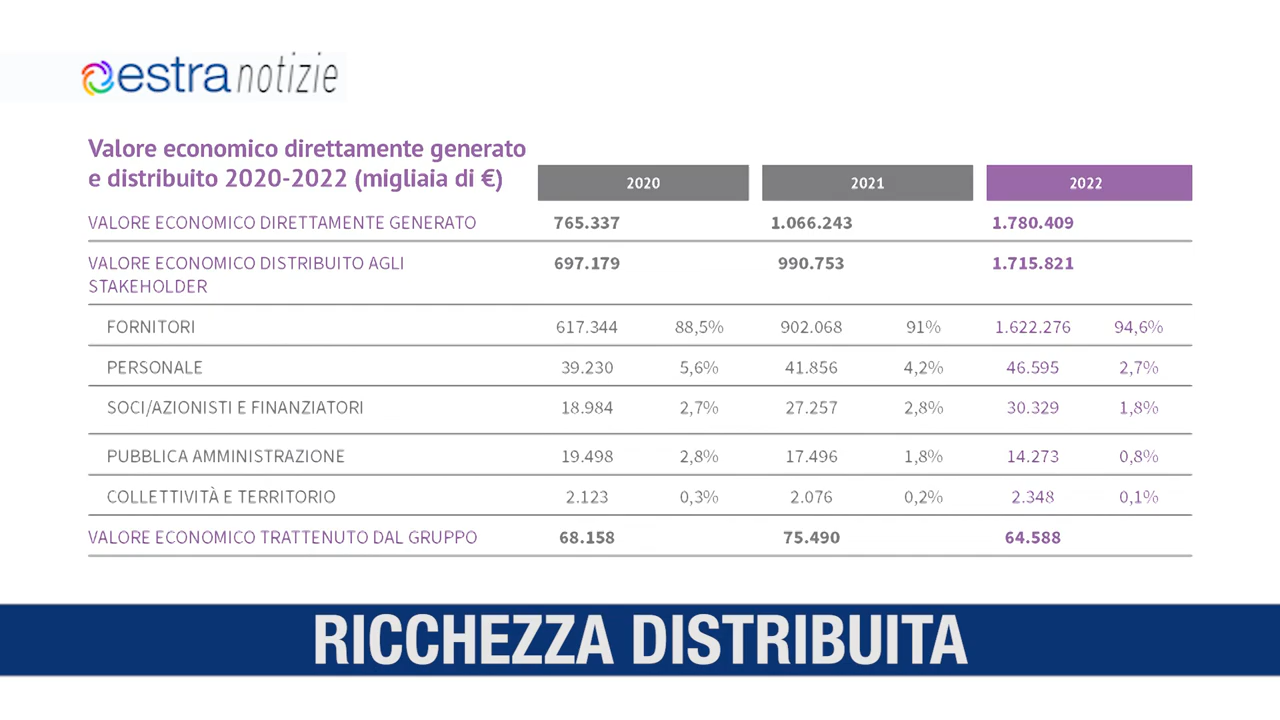 estra notizie
Valore economico direttamente generato
e distribuito 2020-2022 (migliaia di €)
2020 2021 2022
VALORE ECONOMICO DIRETTAMENTE GENERATO 765.337 1.066.243 1.780.409
VALORE ECONOMICO DISTRIBUITO AGLI 697.179 990.753 1.715.821
STAKEHOLDER
FORNITORI 617.344 88,5% 902.068 91% 1.622.276 94,6%
PERSONALE 39.230 5,6% 41.856 4,2% 46.595 2,7%
SOCI/AZIONISTI E FINANZIATORI 18.984 2,7% 27.257 2,8% 30.329 1,8%
PUBBLICA AMMINISTRAZIONE 19.498 2,8% 17.496 1,8% 14.273 0,8%
COLLETTIVITÀ E TERRITORIO 2.123 0,3% 2.076 0,2% 2.348 0,1%
VALORE ECONOMICO TRATTENUTO DAL GRUPPO 68.158 75.490 64.588
RICCHEZZA DISTRIBUITA